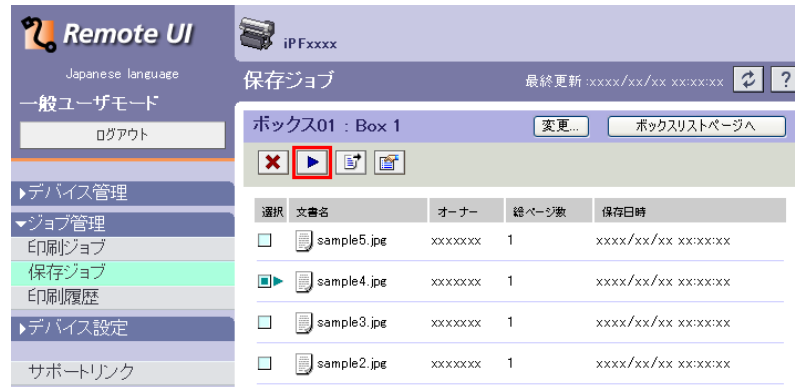 Remote UI
Japanese language
一般ユーザモード
ログアウト
▶デバイス管理
▼ジョブ管理
印刷ジョブ
保存ジョブ
印刷履歴
▶デバイス設定
サポートリンク
iPFxxxx
保存ジョブ 最終更新 :xxxx/xx/xx xx:xx:xx ?
ボックス01 : Box 1 変更... ボックスリストページへ
選択 文書名 オーナー 総ページ数 保存日時
sample5.jpg xxxxxxx 1 xxxx/xx/xx xx:xx:xx
sample4.jpg xxxxxxx 1 xxxx/xx/xx xx:xx:xx
sample3.jpg xxxxxxx 1 xxxx/xx/xx xx:xx:xx
sample2.jpg xxxxxxx 1 xxxx/xx/xx xx:xx:xx